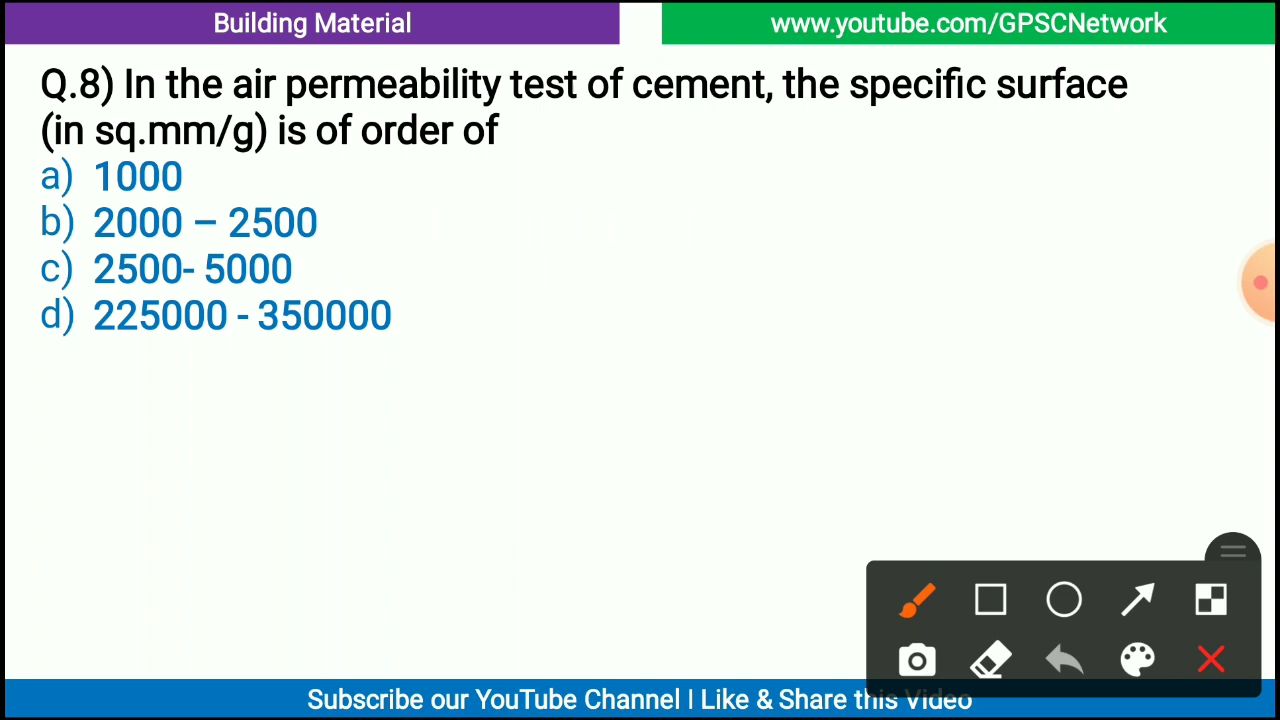 Building Material
www.youtube.com/GPSCNetwork
Q.8) In the air permeability test of cement, the specific surface
(in sq.mm/g) is of order of
a) 1000
b) 2000 – 2500
c) 2500- 5000
d) 225000 - 350000
Subscribe our YouTube Channel I Like & Share this Video